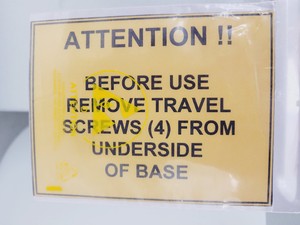 ATTENTION !!
BEFORE USE
REMOVE TRAVEL
SCREWS (4) FROM
UNDERSIDE
OF BASE